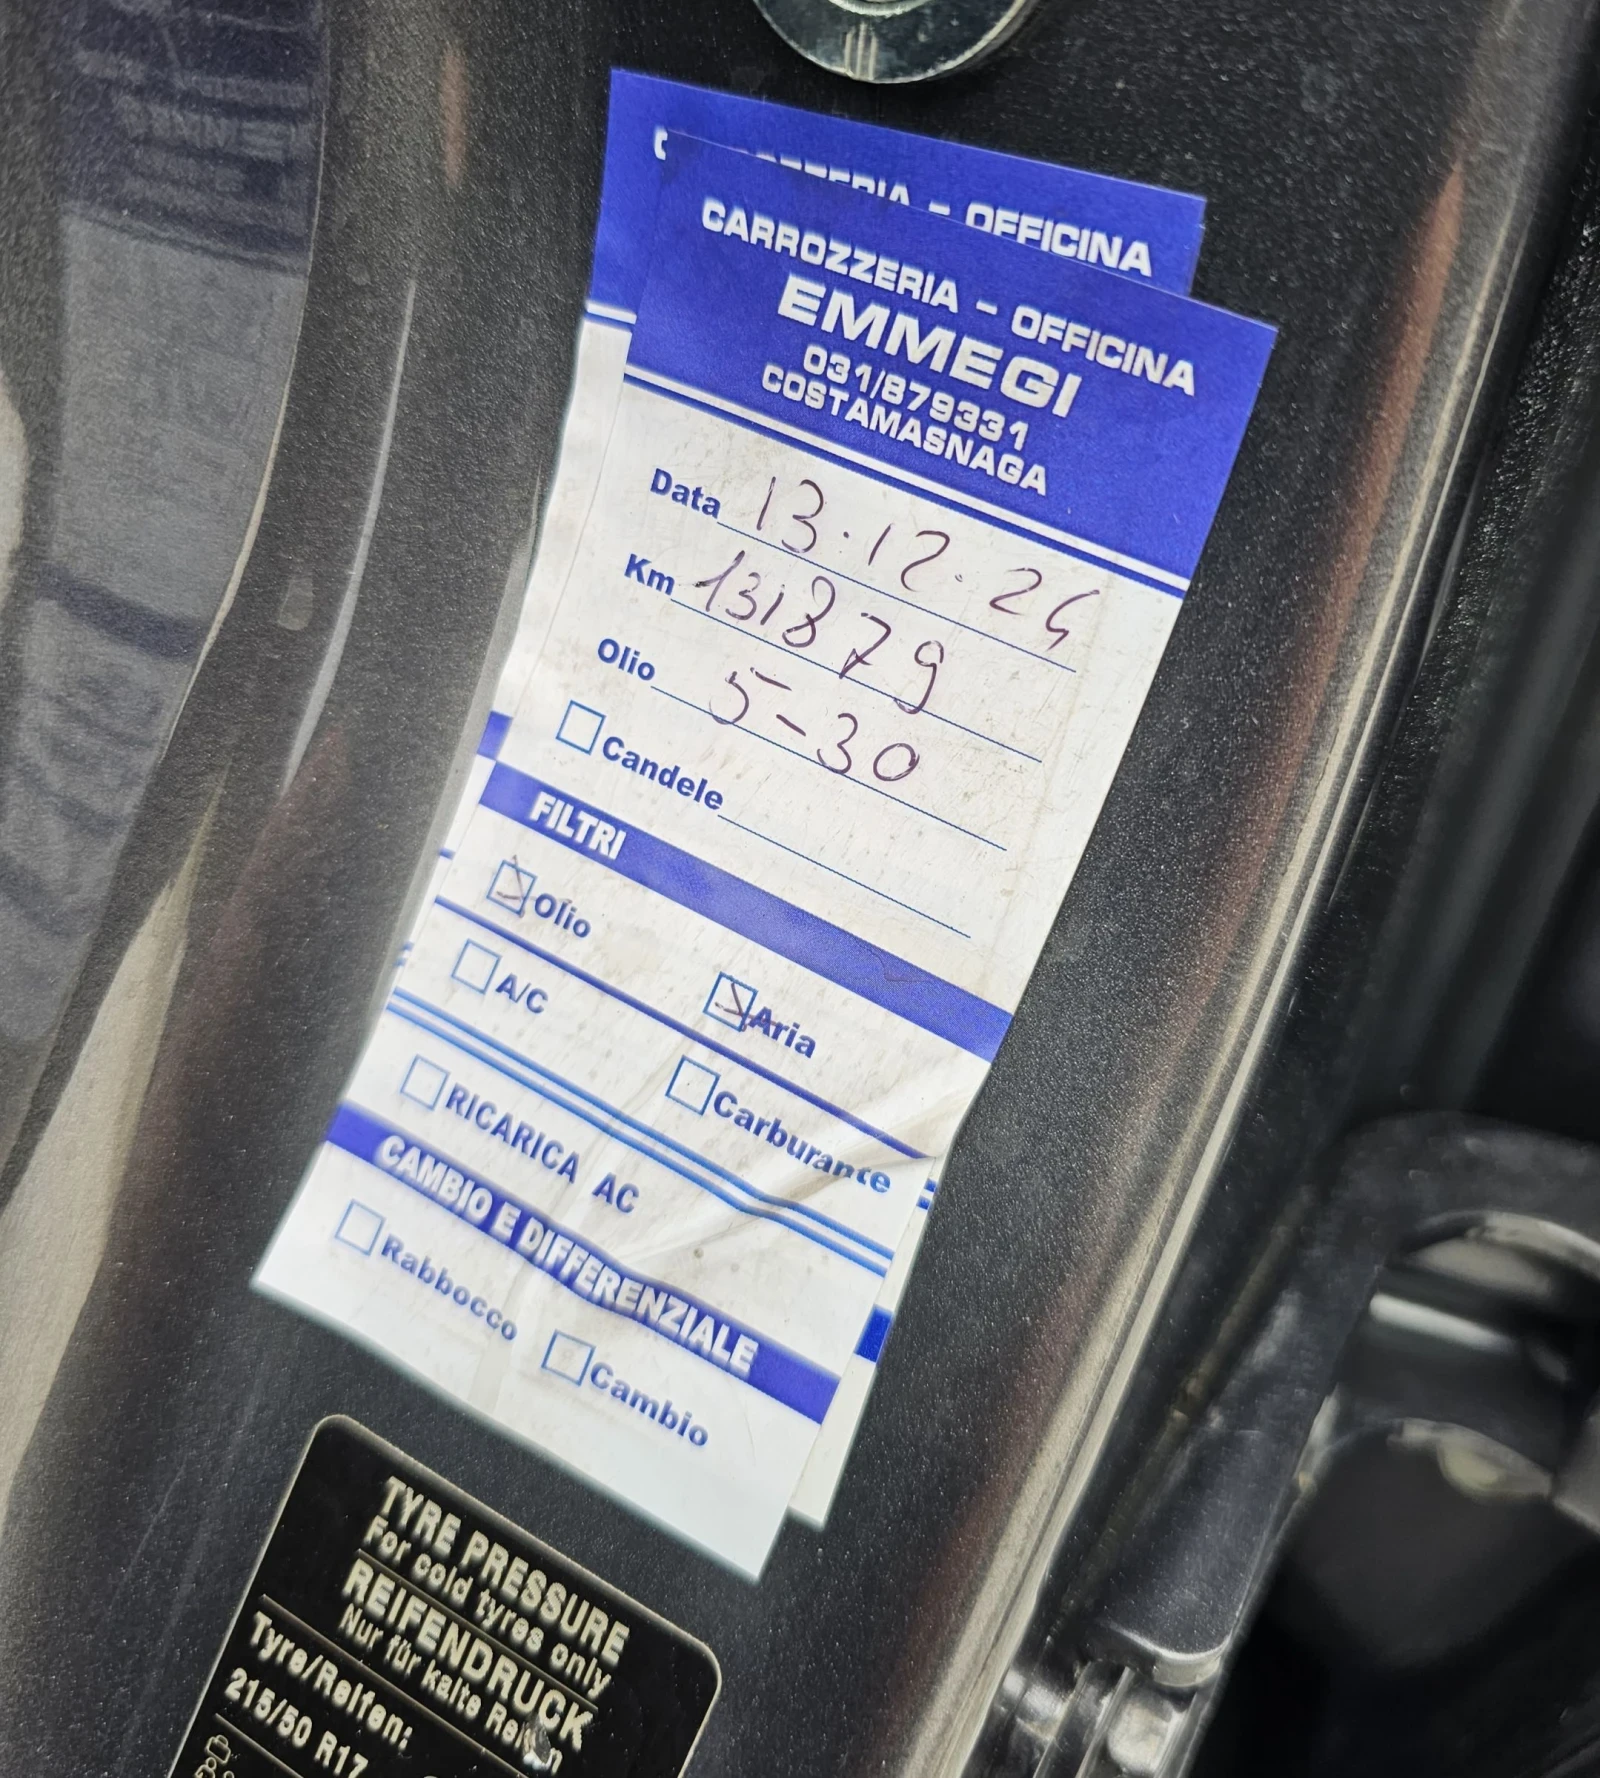 OFFICINA
CARROZZERIA - OFFICINA
EMMEGI
031/879331
COSTAMASNAGA
Data 13.12.24
Km 131879
Olio 5-30
Candele
FILTRI
Olio
Aria
A/C
Carburante
RICARICA AC
CAMBIO E DIFFERENZIALE
Rabbocco
Cambio
TYRE PRESSURE
For cold tyres only
REIFENDRUCK
Nur für kalte Reifen
Tyre/Reifen:
215/50 R17